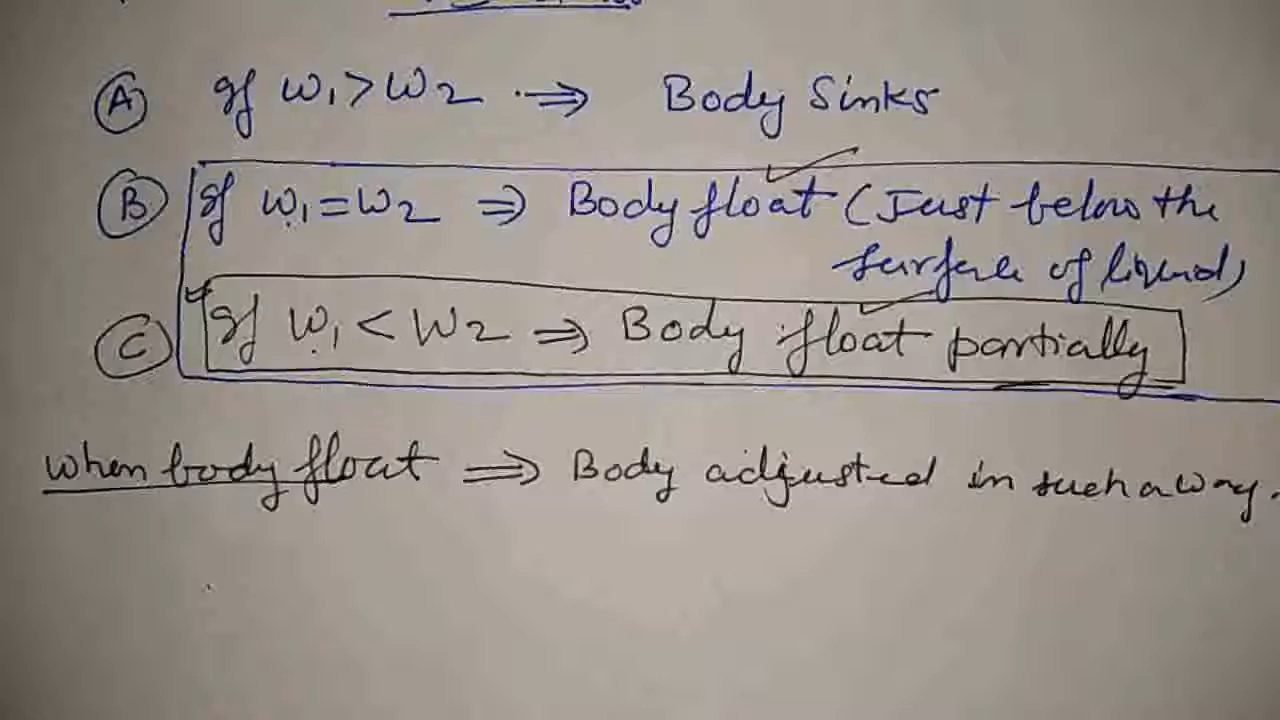 (A) If W1 > W2 ⇒ Body Sinks
(B) If W1 = W2 ⇒ Body float (Just below the
surface of liquid)
(C) If W1 < W2 ⇒ Body float partially
when body float ⇒ Body adjusted in such a way.